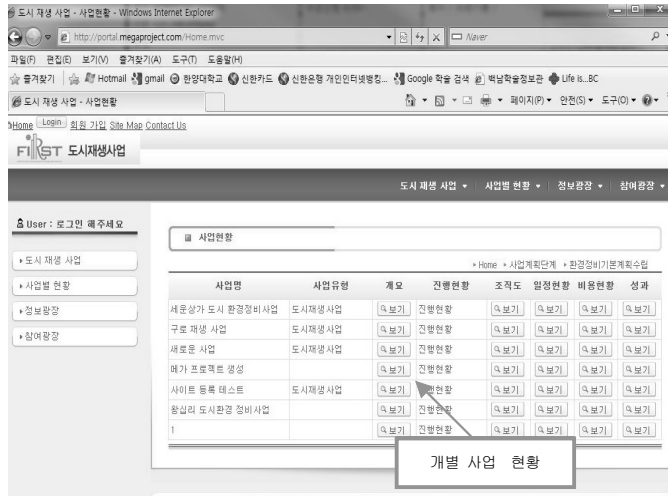 도시 재생 사업 - 사업현황 - Windows Internet Explorer
http://portal.megaproject.com/Home.mvc
Naver
파일(F) 편집(E) 보기(V) 즐겨찾기(A) 도구(T) 도움말(H)
즐겨찾기 Hotmail gmail 한양대학교 신한카드 신한은행 개인인터넷뱅킹... Google 학술 검색 백남학술정보관 Life is...BC
도시 재생 사업 - 사업현황
페이지(P) 안전(S) 도구(O)
Home Login 회원 가입 Site Map Contact Us
FIRST 도시재생사업
도시 재생 사업 사업별 현황 정보광장 참여광장
User : 로그인 해주세요
도시 재생 사업
사업별 현황
정보광장
참여광장
사업현황
Home 사업계획단계 환경정비기본계획수립
사업명 사업유형 개요 진행현황 조직도 일정현황 비용현황 성과
세운상가 도시 환경정비사업 도시재생사업 보기 진행현황 보기 보기 보기 보기
구로 재생 사업 도시재생사업 보기 진행현황 보기 보기 보기 보기
새로운 사업 도시재생사업 보기 진행현황 보기 보기 보기 보기
메가 프로젝트 생성 보기 진행현황 보기 보기 보기 보기
사이트 등록 테스트 도시재생사업 보기 진행현황 보기 보기 보기 보기
왕십리 도시환경 정비사업 보기 진행현황 보기 보기 보기 보기
1 보기 진행현황 보기 보기 보기 보기
개별 사업 현황